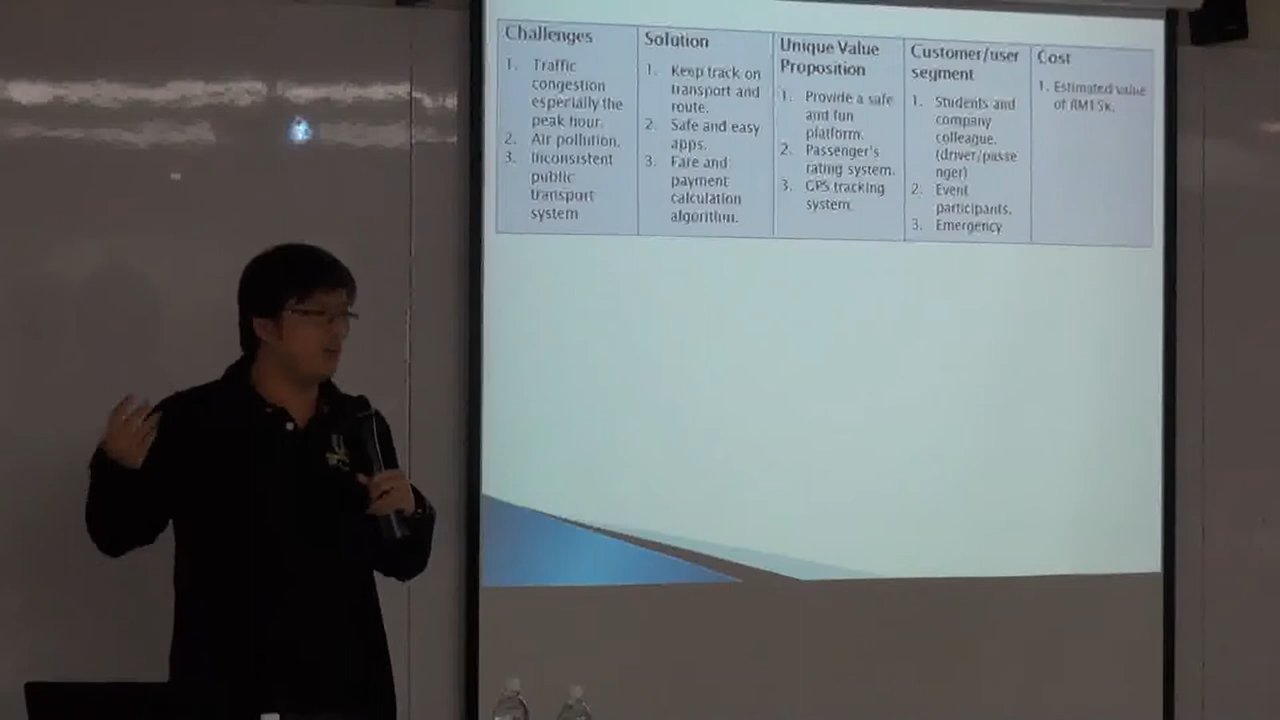 Challenges
1. Traffic
congestion
especially the
peak hour.
2. Air pollution.
3. Inconsistent
public
transport
system
Solution
1. Keep track on
transport and
route.
2. Safe and easy
apps.
3. Fare and
payment
calculation
algorithm.
Unique Value
Proposition
1. Provide a safe
and fun
platform.
2. Passenger's
rating system.
3. GPS tracking
system.
Customer/user
segment
1. Students and
company
colleague.
(driver/passe
nger)
2. Event
participants.
3. Emergency
Cost
1. Estimated value
of RM15k.